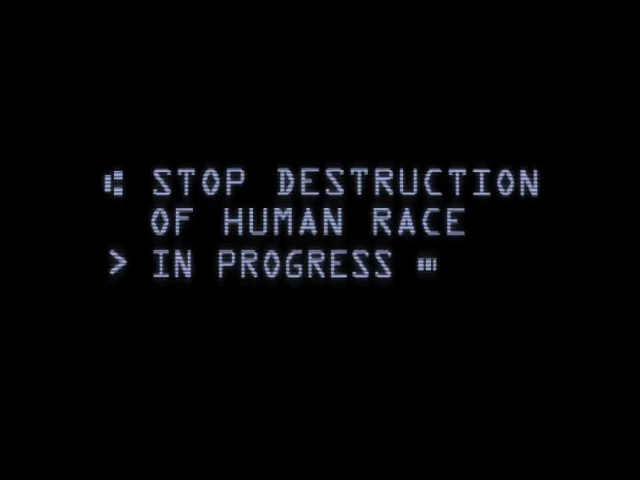 STOP DESTRUCTION
OF HUMAN RACE
> IN PROGRESS